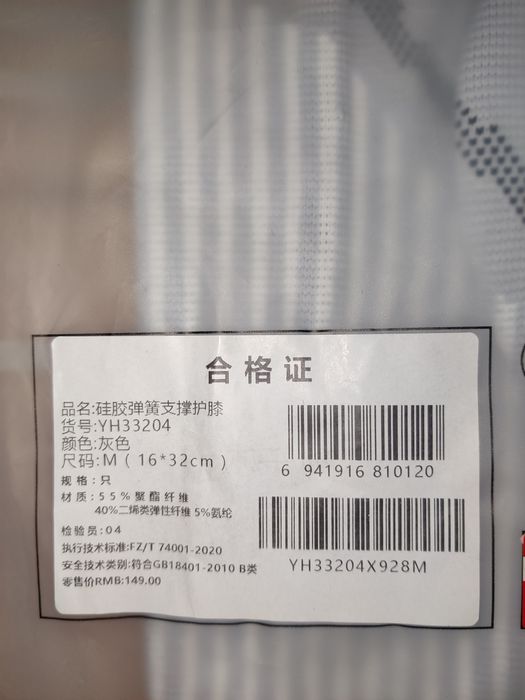 合格证
品名:硅胶弹簧支撑护膝
货号:YH33204
颜色:灰色
尺码:M(16*32cm)
规格:只
材质:55%聚酯纤维
40%二烯类弹性纤维 5%氨纶
检验员:04
执行技术标准:FZ/T 74001-2020
安全技术类别:符合GB18401-2010 B类
零售价RMB:149.00
6 941916 810120
YH33204X928M